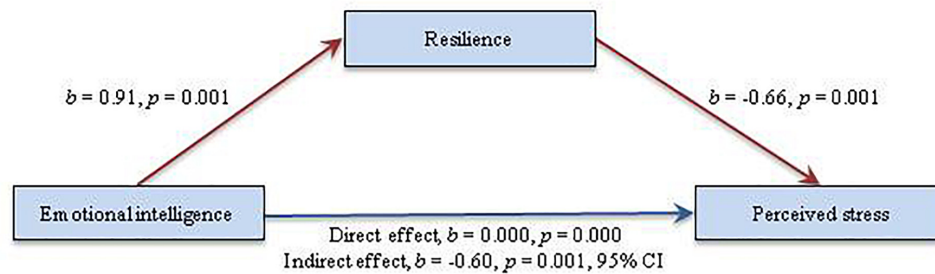 Resilience
b = 0.91, p = 0.001
b = -0.66, p = 0.001
Emotional intelligence
Perceived stress
Direct effect, b = 0.000, p = 0.000
Indirect effect, b = -0.60, p = 0.001, 95% CI